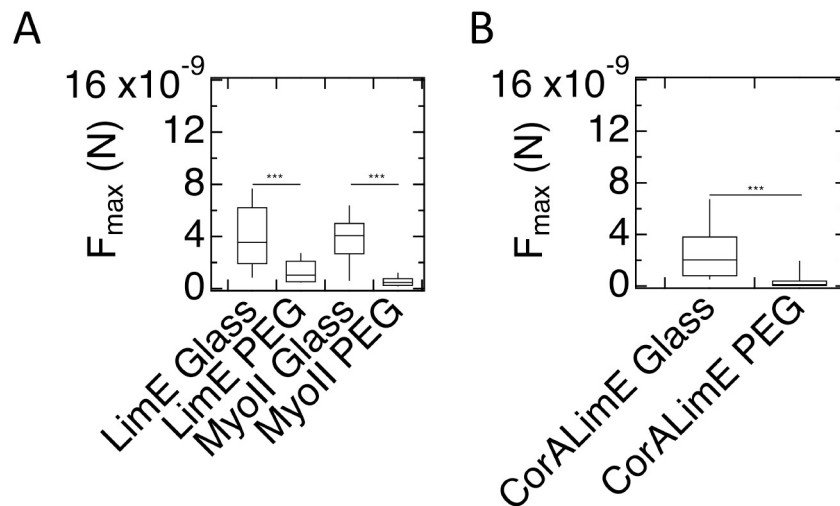 A
16 x10-9
12
8
4
0
Fmax (N)
***
***
LimE Glass
LimE PEG
MyoII Glass
MyoII PEG
B
16 x10-9
12
8
4
0
Fmax (N)
***
CorALimE Glass
CorALimE PEG